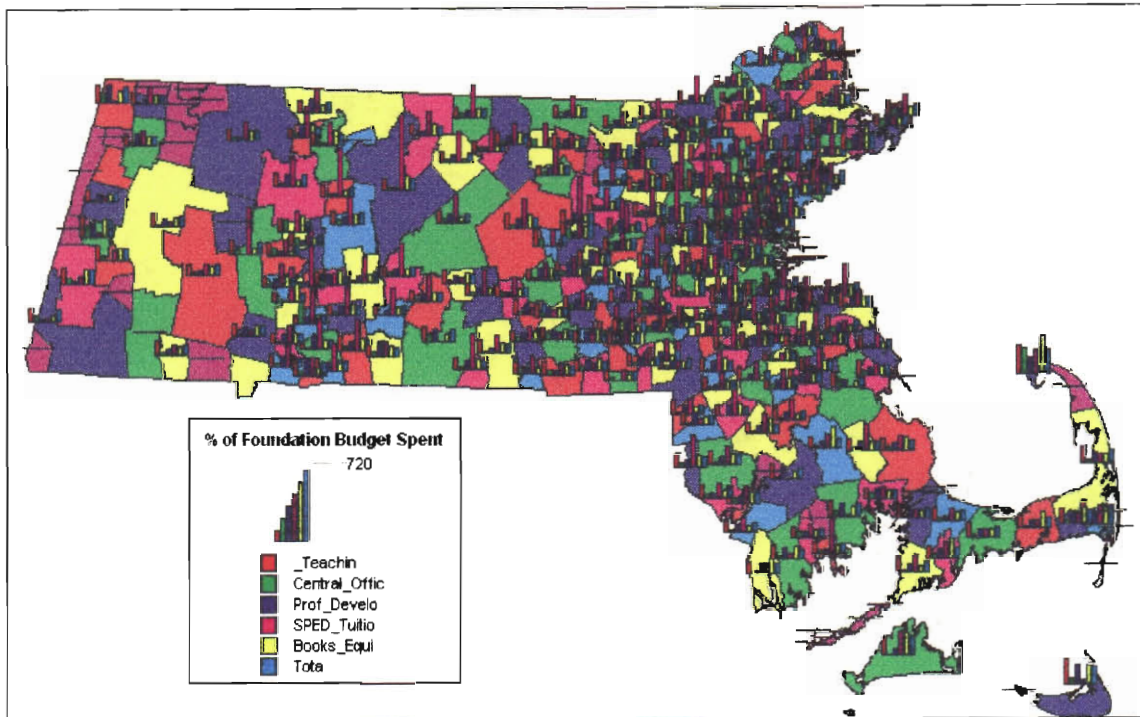 % of Foundation Budget Spent
720
_Teachin
Central_Offic
Prof_Develo
SPED_Tuitio
Books_Equi
Tota